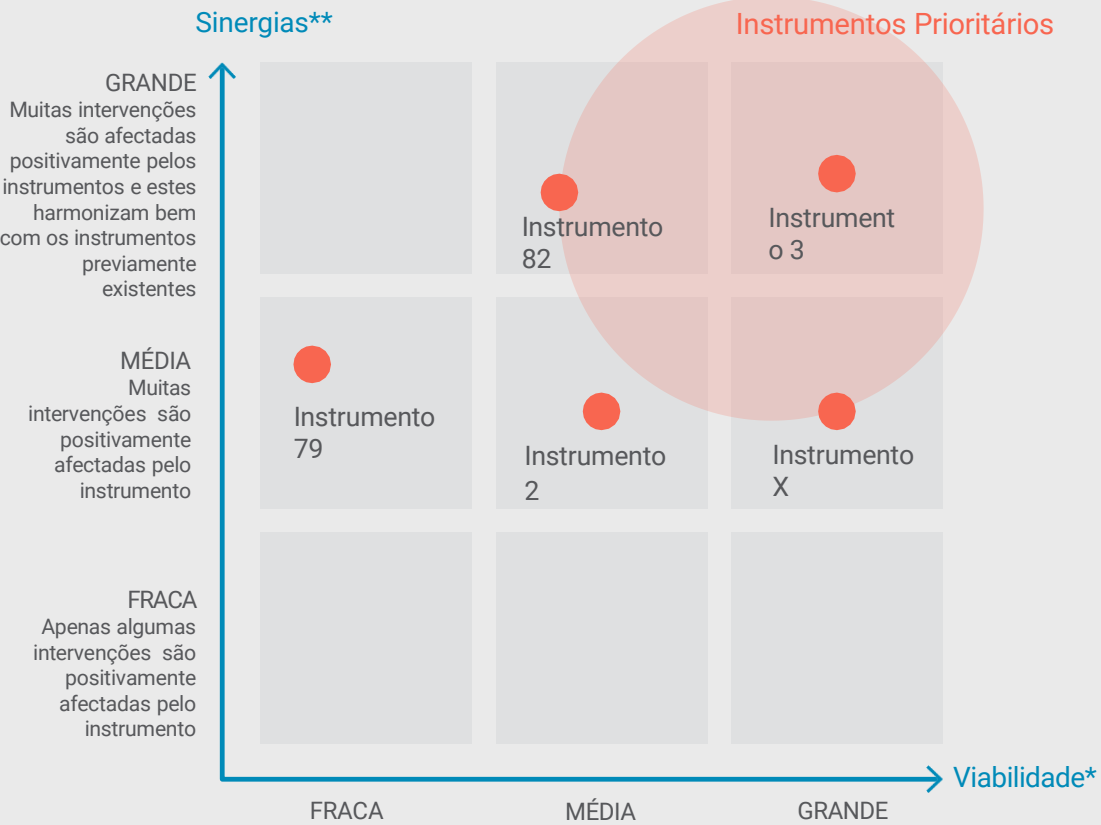 Sinergias**
Instrumentos Prioritários
GRANDE
Muitas intervenções
são afectadas
positivamente pelos
instrumentos e estes
harmonizam bem
com os instrumentos
previamente
existentes
Instrumento
82
Instrument
o 3
MÉDIA
Muitas
intervenções são
positivamente
afectadas pelo
instrumento
Instrumento
79
Instrumento
2
Instrumento
X
FRACA
Apenas algumas
intervenções são
positivamente
afectadas pelo
instrumento
Viabilidade*
FRACA
MÉDIA
GRANDE